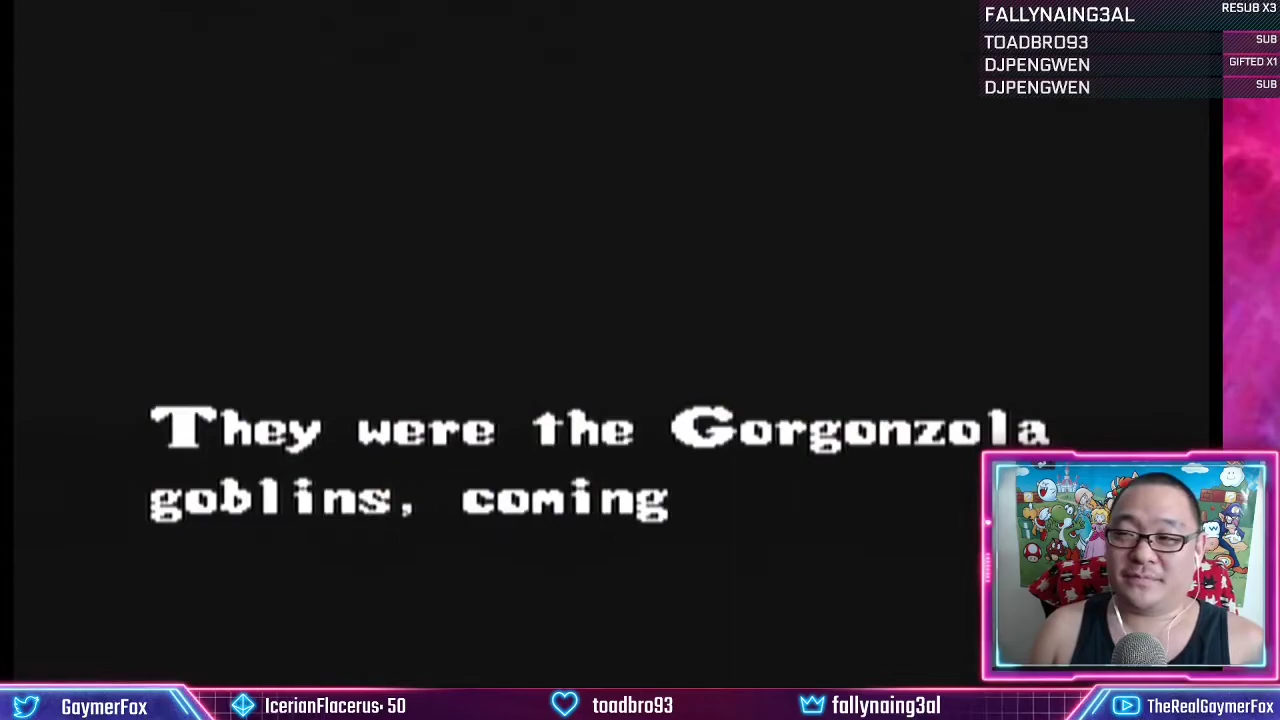 FALLYNAING3AL RESUB X3
TOADBRO93 SUB
DJPENGWEN GIFTED X1
DJPENGWEN SUB
They were the Gorgonzola
goblins, coming
GaymerFox IcerianFlacerus• 50 toadbro93 fallynaing3al TheRealGaymerFox